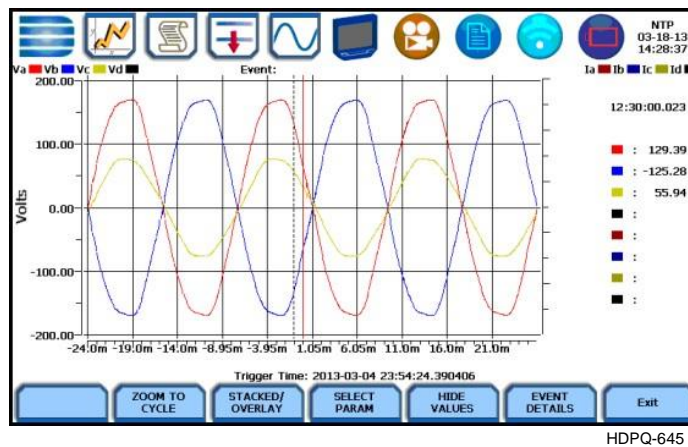 NTP
03-18-13
14:28:37
Va Vb Vc Vd
Event:
Ia Ib Ic Id
200.00
100.00
0.00
-100.00
-200.00
Volts
12:30:00.023
: 129.39
: -125.28
: 55.94
:
:
:
:
:
-24.0m -19.0m -14.0m -8.95m -3.95m 1.05m 6.05m 11.0m 16.0m 21.0m
Trigger Time: 2013-03-04 23:54:24.390406
ZOOM TO
CYCLE
STACKED/
OVERLAY
SELECT
PARAM
HIDE
VALUES
EVENT
DETAILS
Exit
HDPQ-645